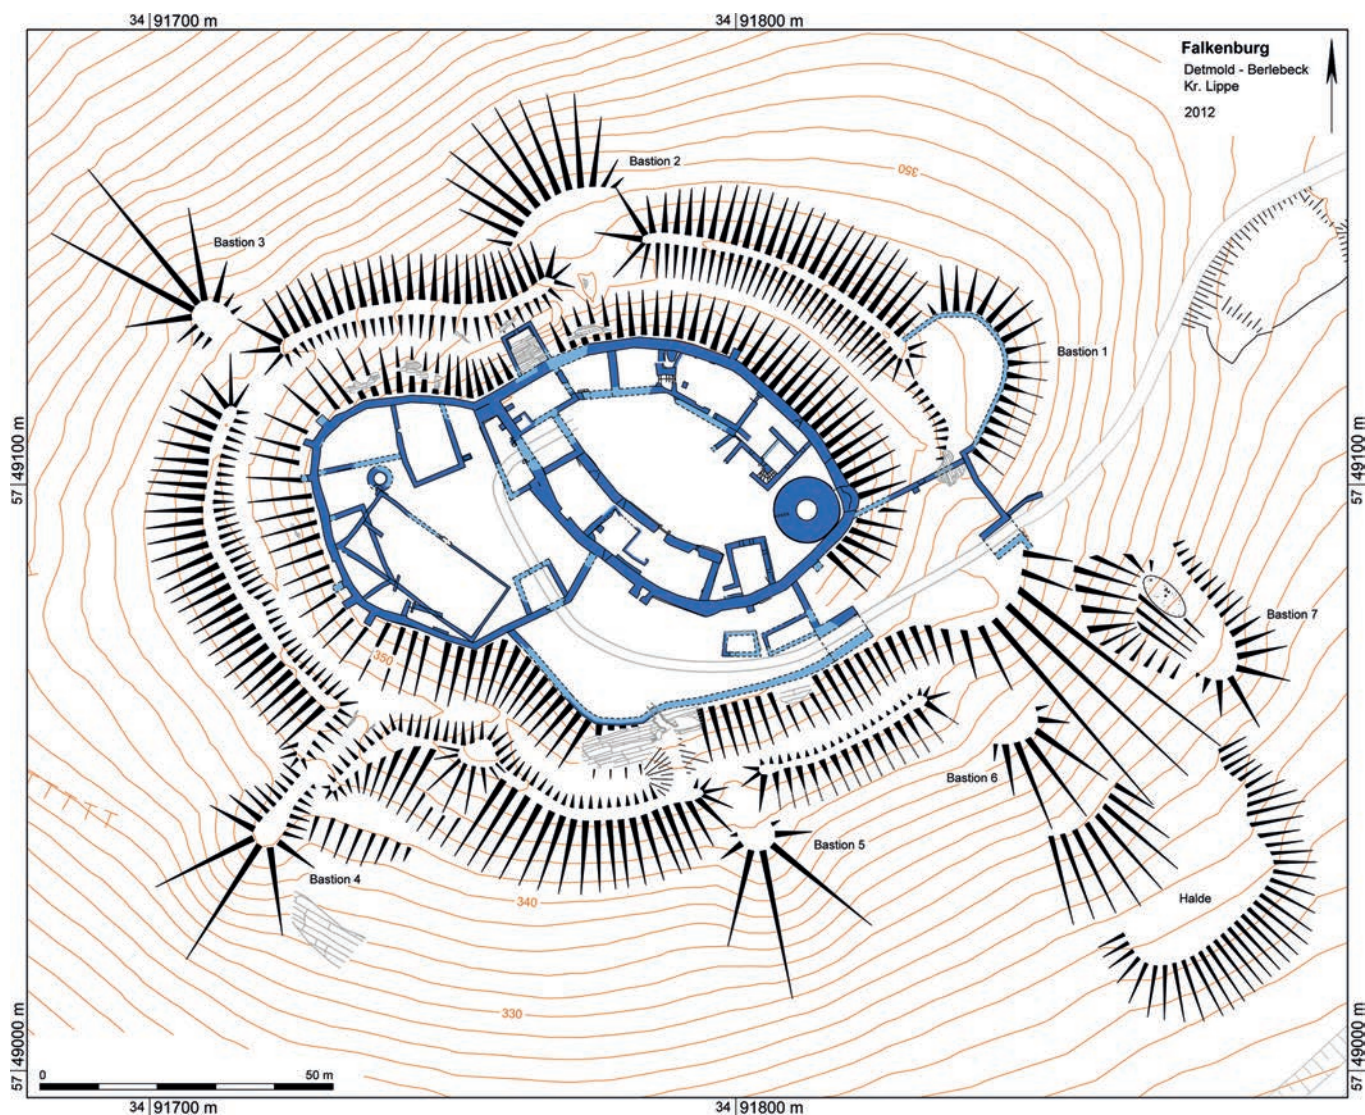 34 91700 m
34 91800 m
Falkenburg
Detmold - Berlebeck
Kr. Lippe
2012
Bastion 2
350
Bastion 3
Bastion 1
57 49100 m
57 49100 m
Bastion 7
350
Bastion 6
Bastion 5
Bastion 4
340
Halde
330
57 49000 m
57 49000 m
0
50 m
34 91700 m
34 91800 m